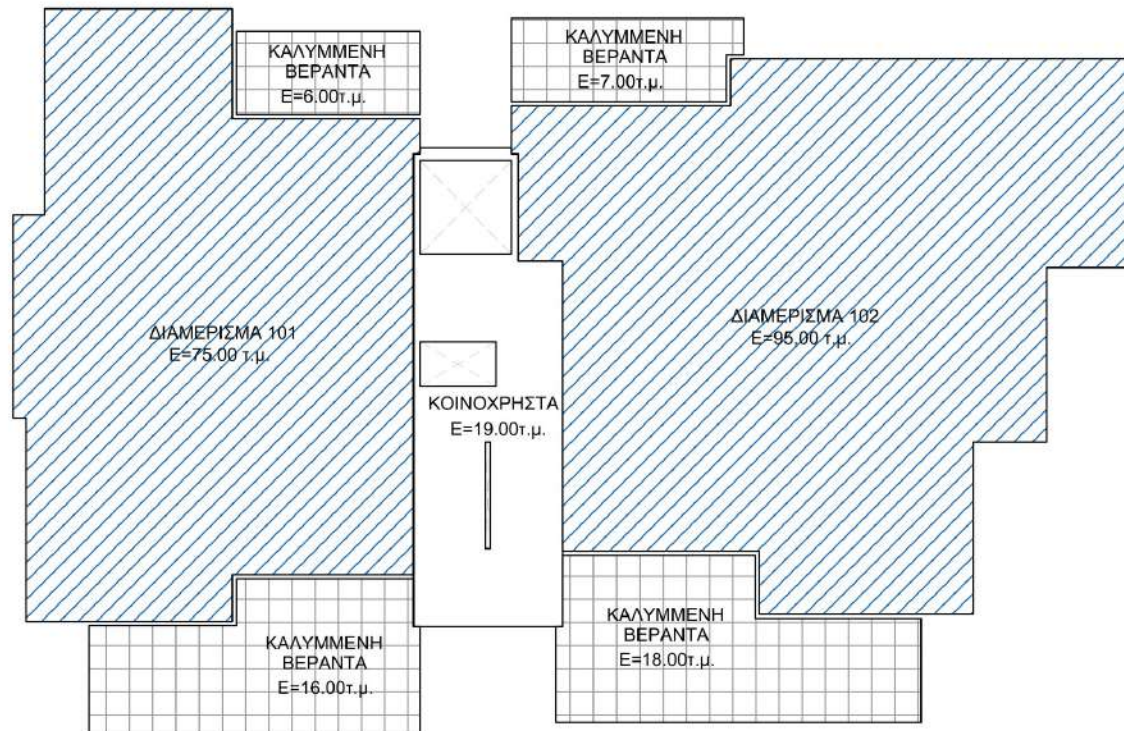 ΚΑΛΥΜΜΕΝΗ
ΒΕΡΑΝΤΑ
Ε=6.00τ.μ.
ΚΑΛΥΜΜΕΝΗ
ΒΕΡΑΝΤΑ
Ε=7.00τ.μ.
ΔΙΑΜΕΡΙΣΜΑ 101
Ε=75.00 τ.μ.
ΔΙΑΜΕΡΙΣΜΑ 102
Ε=95.00 τ.μ.
ΚΟΙΝΟΧΡΗΣΤΑ
Ε=19.00τ.μ.
ΚΑΛΥΜΜΕΝΗ
ΒΕΡΑΝΤΑ
Ε=16.00τ.μ.
ΚΑΛΥΜΜΕΝΗ
ΒΕΡΑΝΤΑ
Ε=18.00τ.μ.